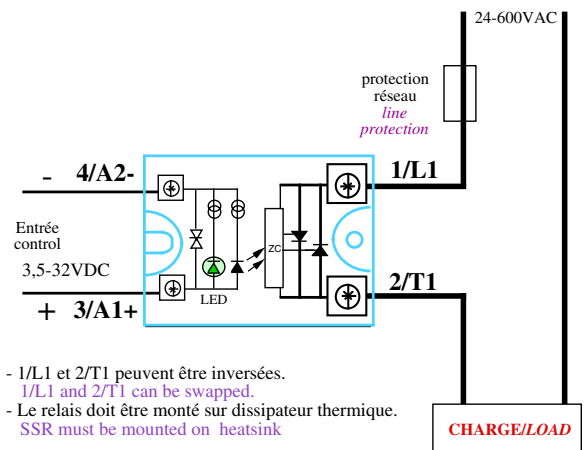 24-600VAC
protection
réseau
line
protection
- 4/A2-
1/L1
Entrée
control
3,5-32VDC
ZC
LED
+ 3/A1+
2/T1
- 1/L1 et 2/T1 peuvent être inversées.
1/L1 and 2/T1 can be swapped.
- Le relais doit être monté sur dissipateur thermique.
SSR must be mounted on heatsink
CHARGE/LOAD